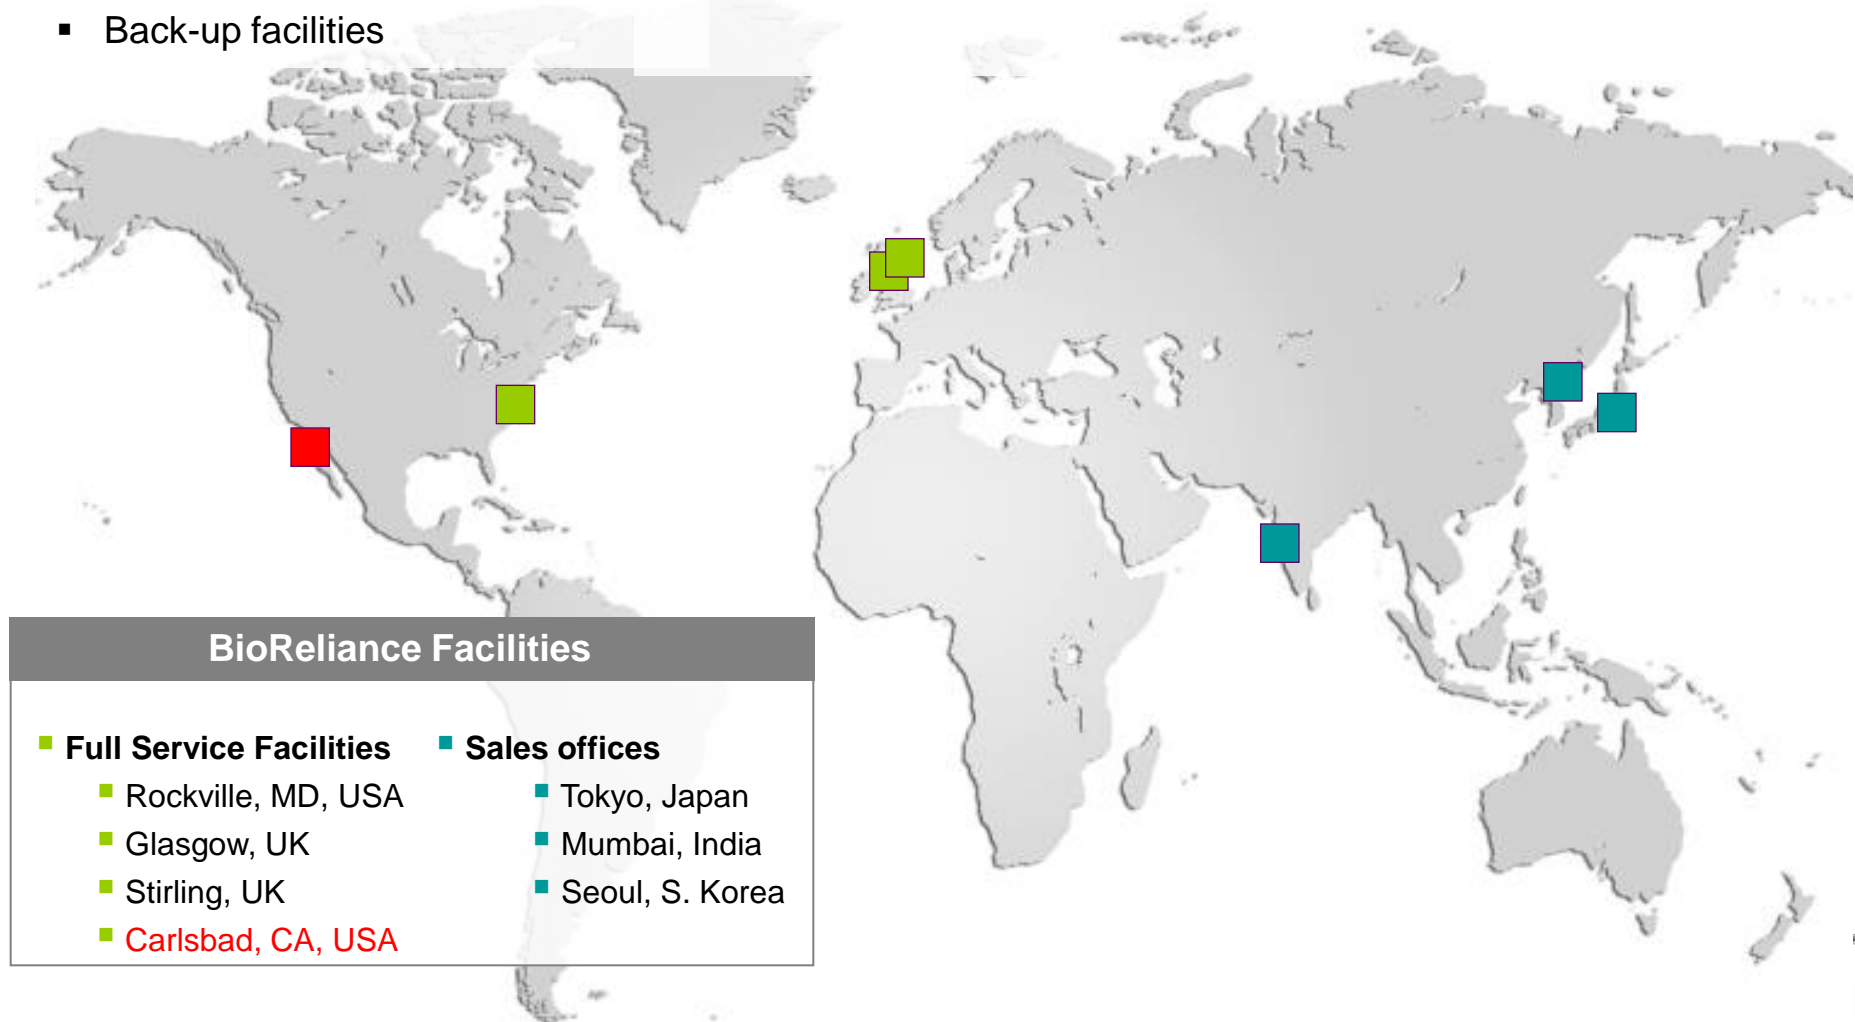 ▪ Back-up facilities
BioReliance Facilities
▪ Full Service Facilities
▪ Rockville, MD, USA
▪ Glasgow, UK
▪ Stirling, UK
▪ Carlsbad, CA, USA
▪ Sales offices
▪ Tokyo, Japan
▪ Mumbai, India
▪ Seoul, S. Korea